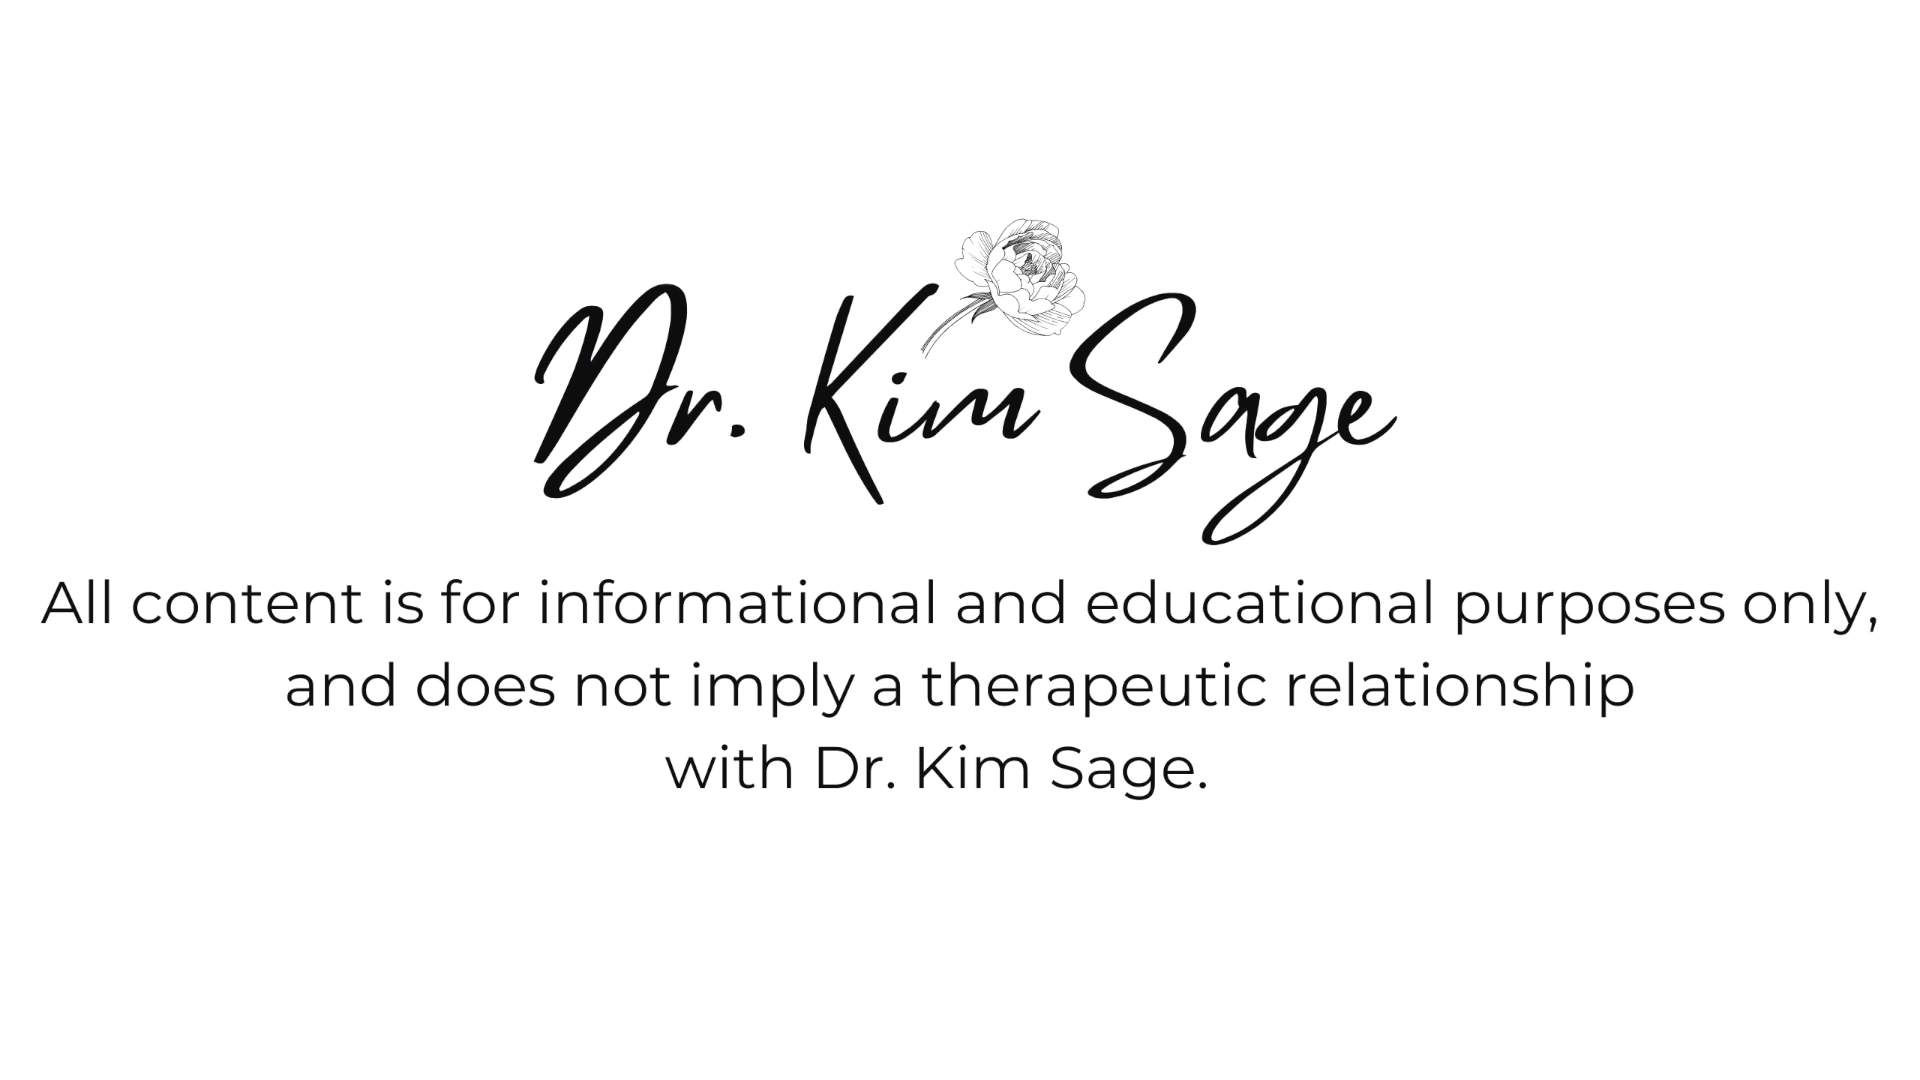 Dr. Kim Sage
All content is for informational and educational purposes only,
and does not imply a therapeutic relationship
with Dr. Kim Sage.